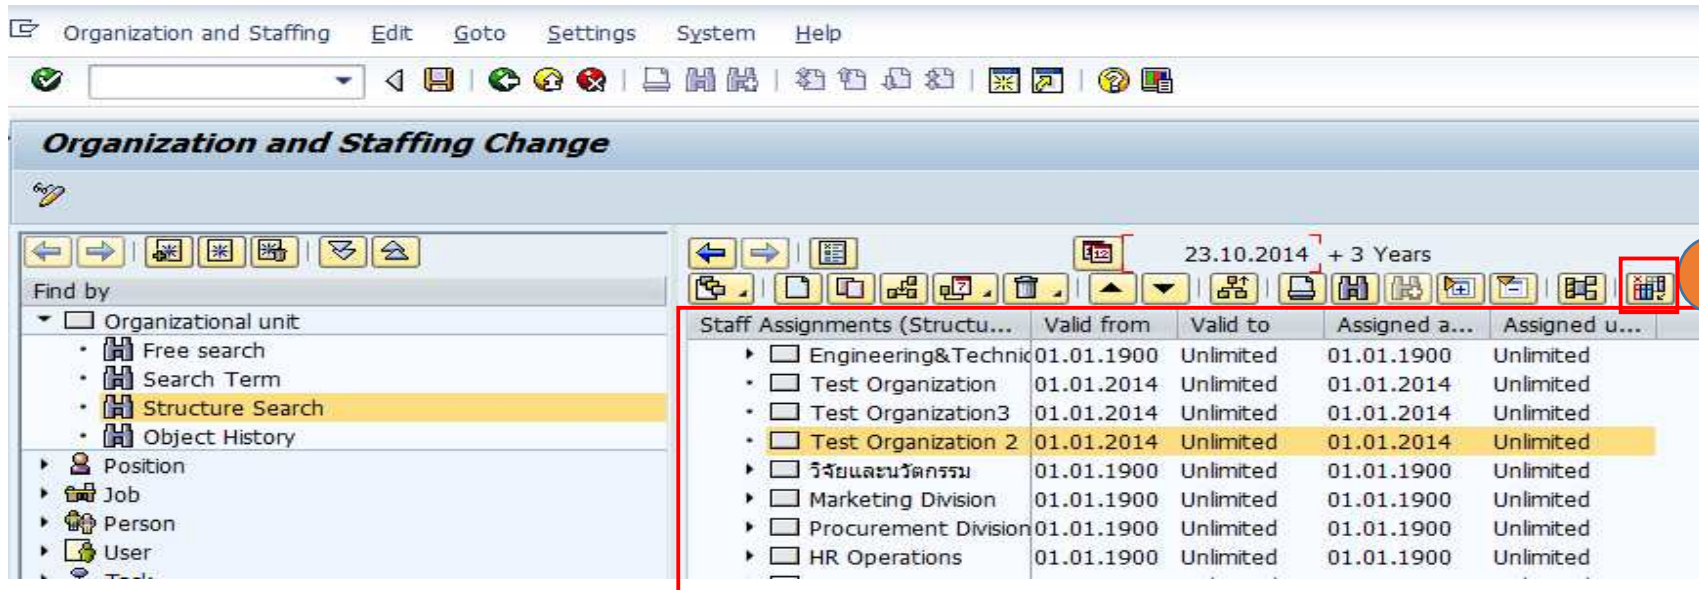 Organization and Staffing Edit Goto Settings System Help
Organization and Staffing Change
23.10.2014 + 3 Years
Find by
Organizational unit
Free search
Search Term
Structure Search
Object History
Position
Job
Person
User
Staff Assignments (Structu... Valid from Valid to Assigned a... Assigned u...
Engineering&Technic 01.01.1900 Unlimited 01.01.1900 Unlimited
Test Organization 01.01.2014 Unlimited 01.01.2014 Unlimited
Test Organization3 01.01.2014 Unlimited 01.01.2014 Unlimited
Test Organization 2 01.01.2014 Unlimited 01.01.2014 Unlimited
วิจัยและนวัตกรรม 01.01.1900 Unlimited 01.01.1900 Unlimited
Marketing Division 01.01.1900 Unlimited 01.01.1900 Unlimited
Procurement Division 01.01.1900 Unlimited 01.01.1900 Unlimited
HR Operations 01.01.1900 Unlimited 01.01.1900 Unlimited